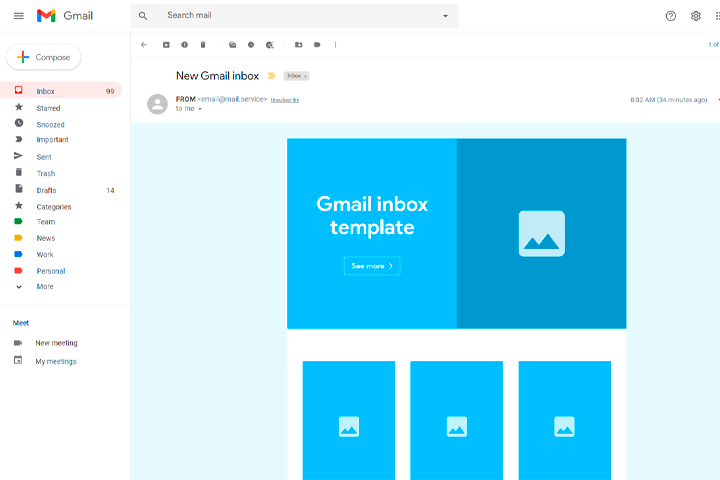 Gmail
Search mail
Compose
1 of
Inbox 99
Starred
Snoozed
Important
Sent
Trash
Drafts 14
Categories
Team
News
Work
Personal
More
Meet
New meeting
My meetings
New Gmail inbox
Inbox ×
FROM <email@mail.service> Unsubscribe
8:02 AM (34 minutes ago)
to me
Gmail inbox
template
See more